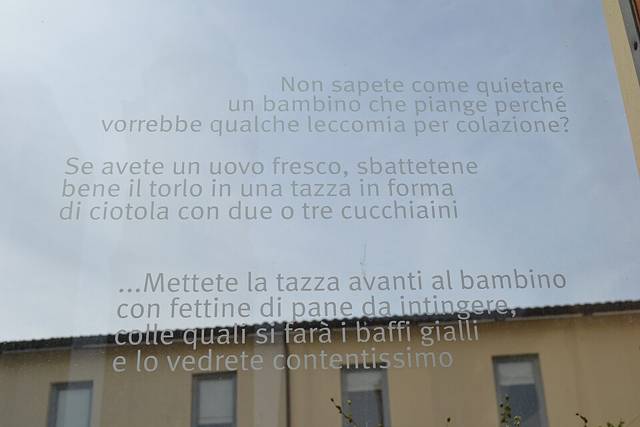 Non sapete come quietare
un bambino che piange perché
vorrebbe qualche leccomia per colazione?
Se avete un uovo fresco, sbattetene
bene il torlo in una tazza in forma
di ciotola con due o tre cucchiaini
...Mettete la tazza avanti al bambino
con fettine di pane da intingere,
colle quali si farà i baffi gialli
e lo vedrete contentissimo